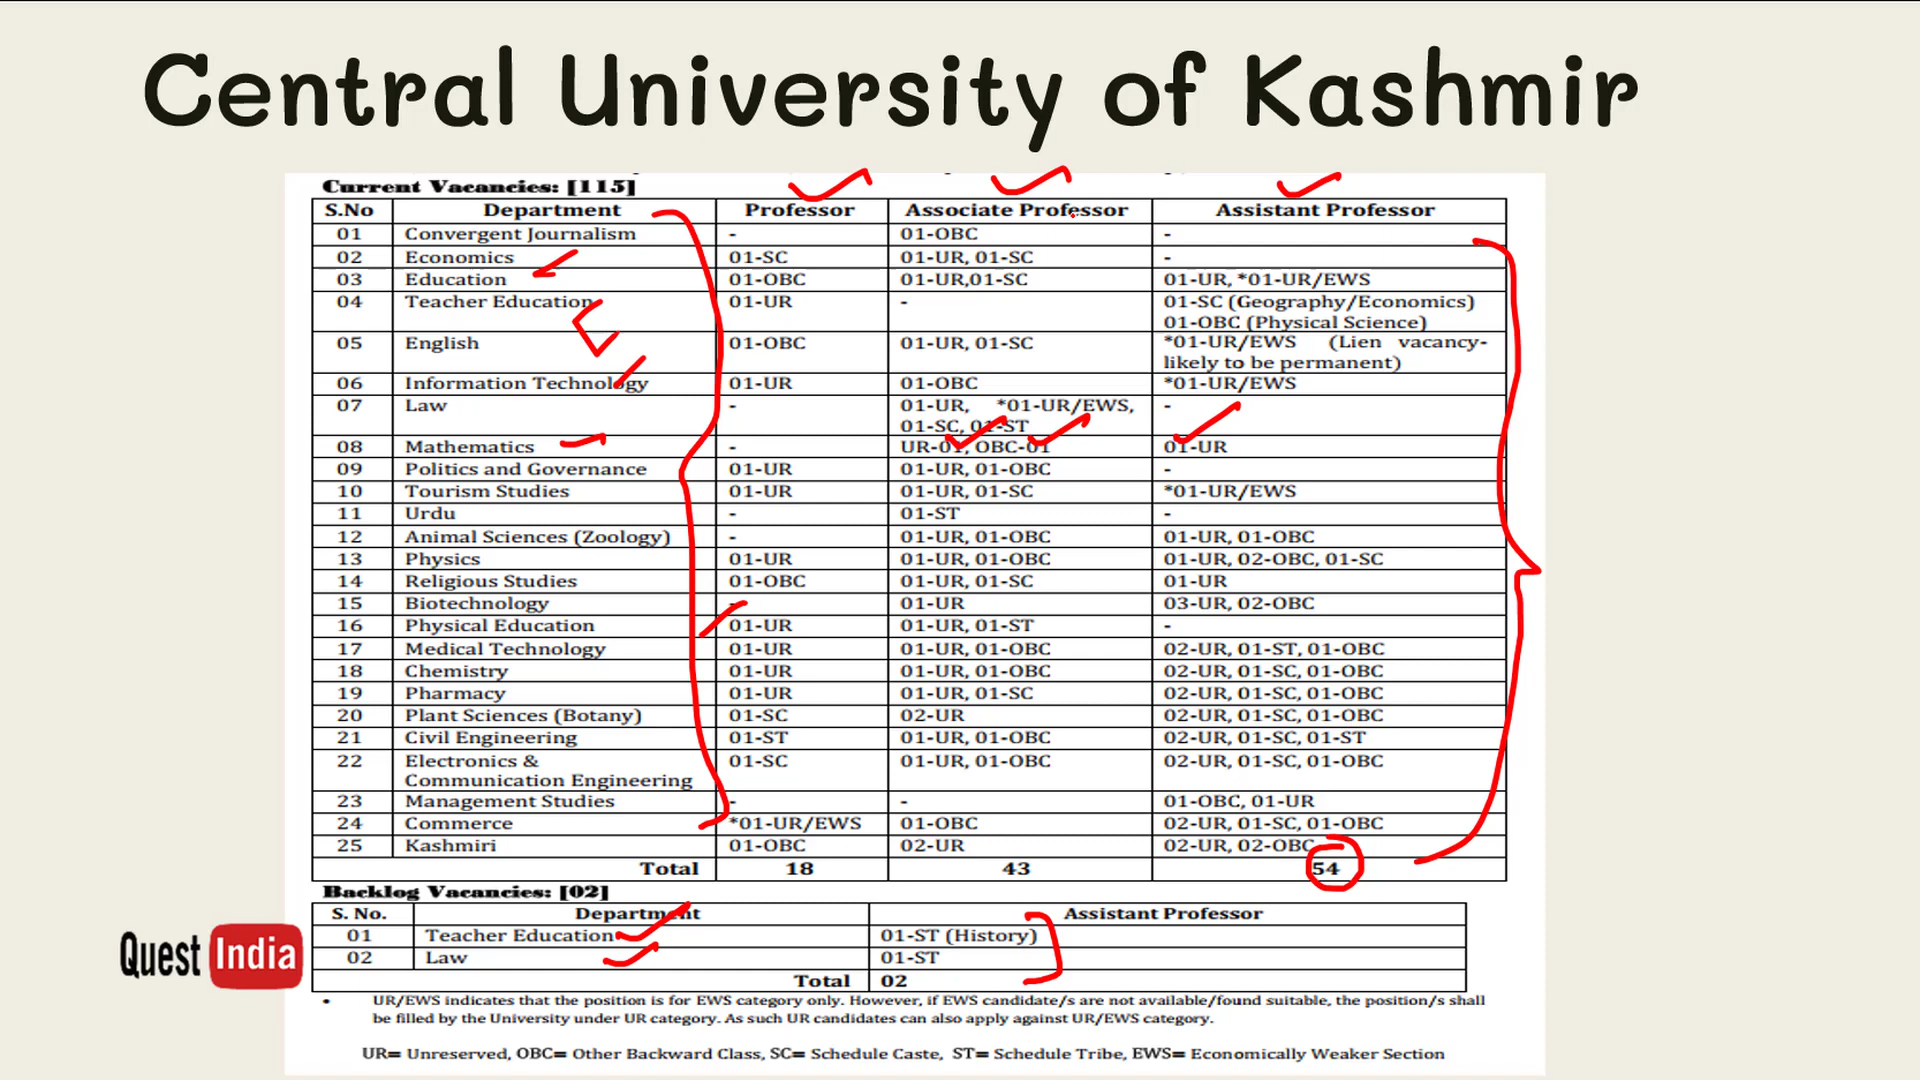 Central University of Kashmir
Current Vacancies: [115]
S.No Department Professor Associate Professor Assistant Professor
01 Convergent Journalism - 01-OBC -
02 Economics 01-SC 01-UR, 01-SC -
03 Education 01-OBC 01-UR,01-SC 01-UR, *01-UR/EWS
04 Teacher Education 01-UR - 01-SC (Geography/Economics)
01-OBC (Physical Science)
05 English 01-OBC 01-UR, 01-SC *01-UR/EWS (Lien vacancy-
likely to be permanent)
06 Information Technology 01-UR 01-OBC *01-UR/EWS
07 Law - 01-UR, *01-UR/EWS, -
01-SC, 01-ST
08 Mathematics - UR-01, OBC-01 01-UR
09 Politics and Governance 01-UR 01-UR, 01-OBC -
10 Tourism Studies 01-UR 01-UR, 01-SC *01-UR/EWS
11 Urdu - 01-ST -
12 Animal Sciences (Zoology) - 01-UR, 01-OBC 01-UR, 01-OBC
13 Physics 01-UR 01-UR, 01-OBC 01-UR, 02-OBC, 01-SC
14 Religious Studies 01-OBC 01-UR, 01-SC 01-UR
15 Biotechnology - 01-UR 03-UR, 02-OBC
16 Physical Education 01-UR 01-UR, 01-ST -
17 Medical Technology 01-UR 01-UR, 01-OBC 02-UR, 01-ST, 01-OBC
18 Chemistry 01-UR 01-UR, 01-OBC 02-UR, 01-SC, 01-OBC
19 Pharmacy 01-UR 01-UR, 01-SC 02-UR, 01-SC, 01-OBC
20 Plant Sciences (Botany) 01-SC 02-UR 02-UR, 01-SC, 01-OBC
21 Civil Engineering 01-ST 01-UR, 01-OBC 02-UR, 01-SC, 01-ST
22 Electronics & 01-SC 01-UR, 01-OBC 02-UR, 01-SC, 01-OBC
Communication Engineering
23 Management Studies - - 01-OBC, 01-UR
24 Commerce *01-UR/EWS 01-OBC 02-UR, 01-SC, 01-OBC
25 Kashmiri 01-OBC 02-UR 02-UR, 02-OBC
Total 18 43 54
Backlog Vacancies: [02]
S. No. Department Assistant Professor
01 Teacher Education 01-ST (History)
02 Law 01-ST
Total 02
Quest India
• UR/EWS indicates that the position is for EWS category only. However, if EWS candidate/s are not available/found suitable, the position/s shall
be filled by the University under UR category. As such UR candidates can also apply against UR/EWS category.
UR= Unreserved, OBC= Other Backward Class, SC= Schedule Caste, ST= Schedule Tribe, EWS= Economically Weaker Section